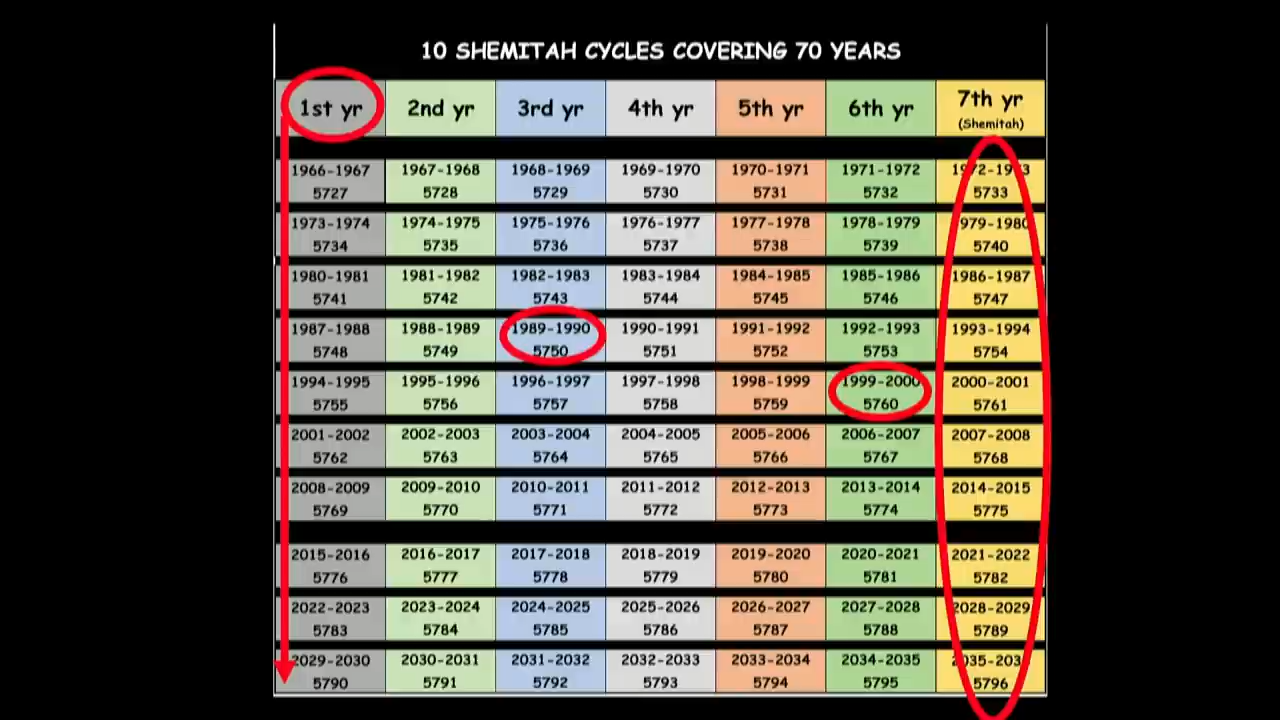 10 SHEMITAH CYCLES COVERING 70 YEARS
1st yr 2nd yr 3rd yr 4th yr 5th yr 6th yr 7th yr
(Shemitah)
1966-1967 1967-1968 1968-1969 1969-1970 1970-1971 1971-1972 1972-1973
5727 5728 5729 5730 5731 5732 5733
1973-1974 1974-1975 1975-1976 1976-1977 1977-1978 1978-1979 1979-1980
5734 5735 5736 5737 5738 5739 5740
1980-1981 1981-1982 1982-1983 1983-1984 1984-1985 1985-1986 1986-1987
5741 5742 5743 5744 5745 5746 5747
1987-1988 1988-1989 1989-1990 1990-1991 1991-1992 1992-1993 1993-1994
5748 5749 5750 5751 5752 5753 5754
1994-1995 1995-1996 1996-1997 1997-1998 1998-1999 1999-2000 2000-2001
5755 5756 5757 5758 5759 5760 5761
2001-2002 2002-2003 2003-2004 2004-2005 2005-2006 2006-2007 2007-2008
5762 5763 5764 5765 5766 5767 5768
2008-2009 2009-2010 2010-2011 2011-2012 2012-2013 2013-2014 2014-2015
5769 5770 5771 5772 5773 5774 5775
2015-2016 2016-2017 2017-2018 2018-2019 2019-2020 2020-2021 2021-2022
5776 5777 5778 5779 5780 5781 5782
2022-2023 2023-2024 2024-2025 2025-2026 2026-2027 2027-2028 2028-2029
5783 5784 5785 5786 5787 5788 5789
2029-2030 2030-2031 2031-2032 2032-2033 2033-2034 2034-2035 2035-2036
5790 5791 5792 5793 5794 5795 5796